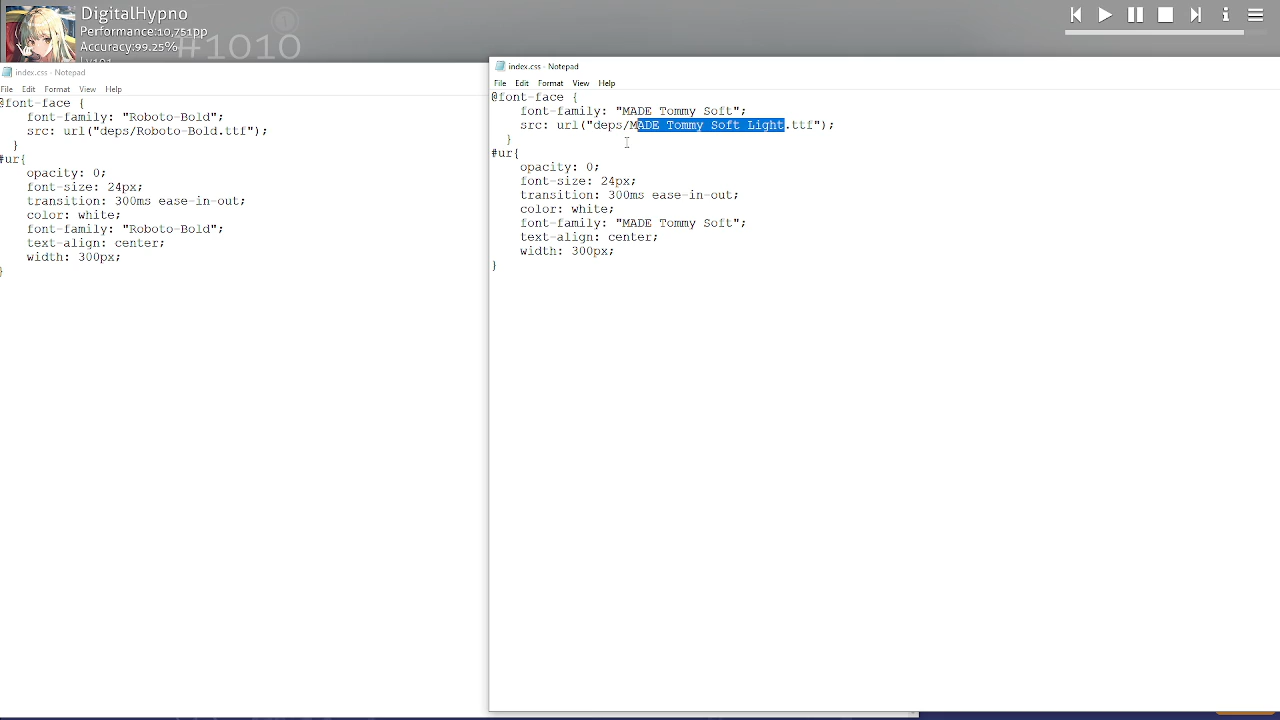 DigitalHypno
Performance:10,751pp
Accuracy:99.25%
Lv101
#1010
index.css - Notepad
File Edit Format View Help
@font-face {
font-family: "Roboto-Bold";
src: url("deps/Roboto-Bold.ttf");
}
#ur{
opacity: 0;
font-size: 24px;
transition: 300ms ease-in-out;
color: white;
font-family: "Roboto-Bold";
text-align: center;
width: 300px;
}
index.css - Notepad
File Edit Format View Help
@font-face {
font-family: "MADE Tommy Soft";
src: url("deps/MADE Tommy Soft Light.ttf");
}
#ur{
opacity: 0;
font-size: 24px;
transition: 300ms ease-in-out;
color: white;
font-family: "MADE Tommy Soft";
text-align: center;
width: 300px;
}